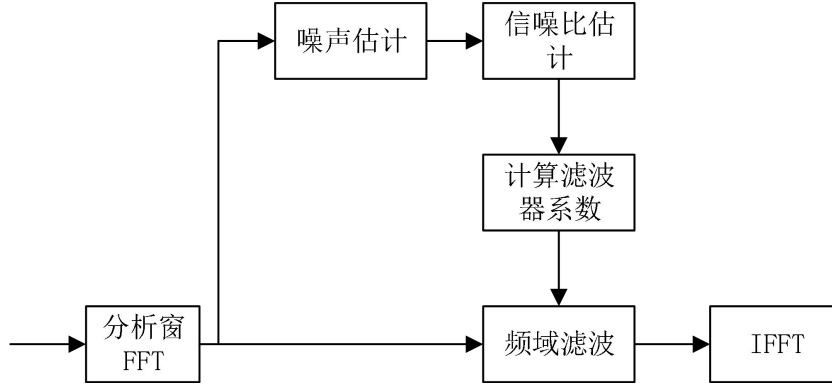 噪声估计
信噪比估
计
计算滤波
器系数
分析窗
FFT
频域滤波
IFFT